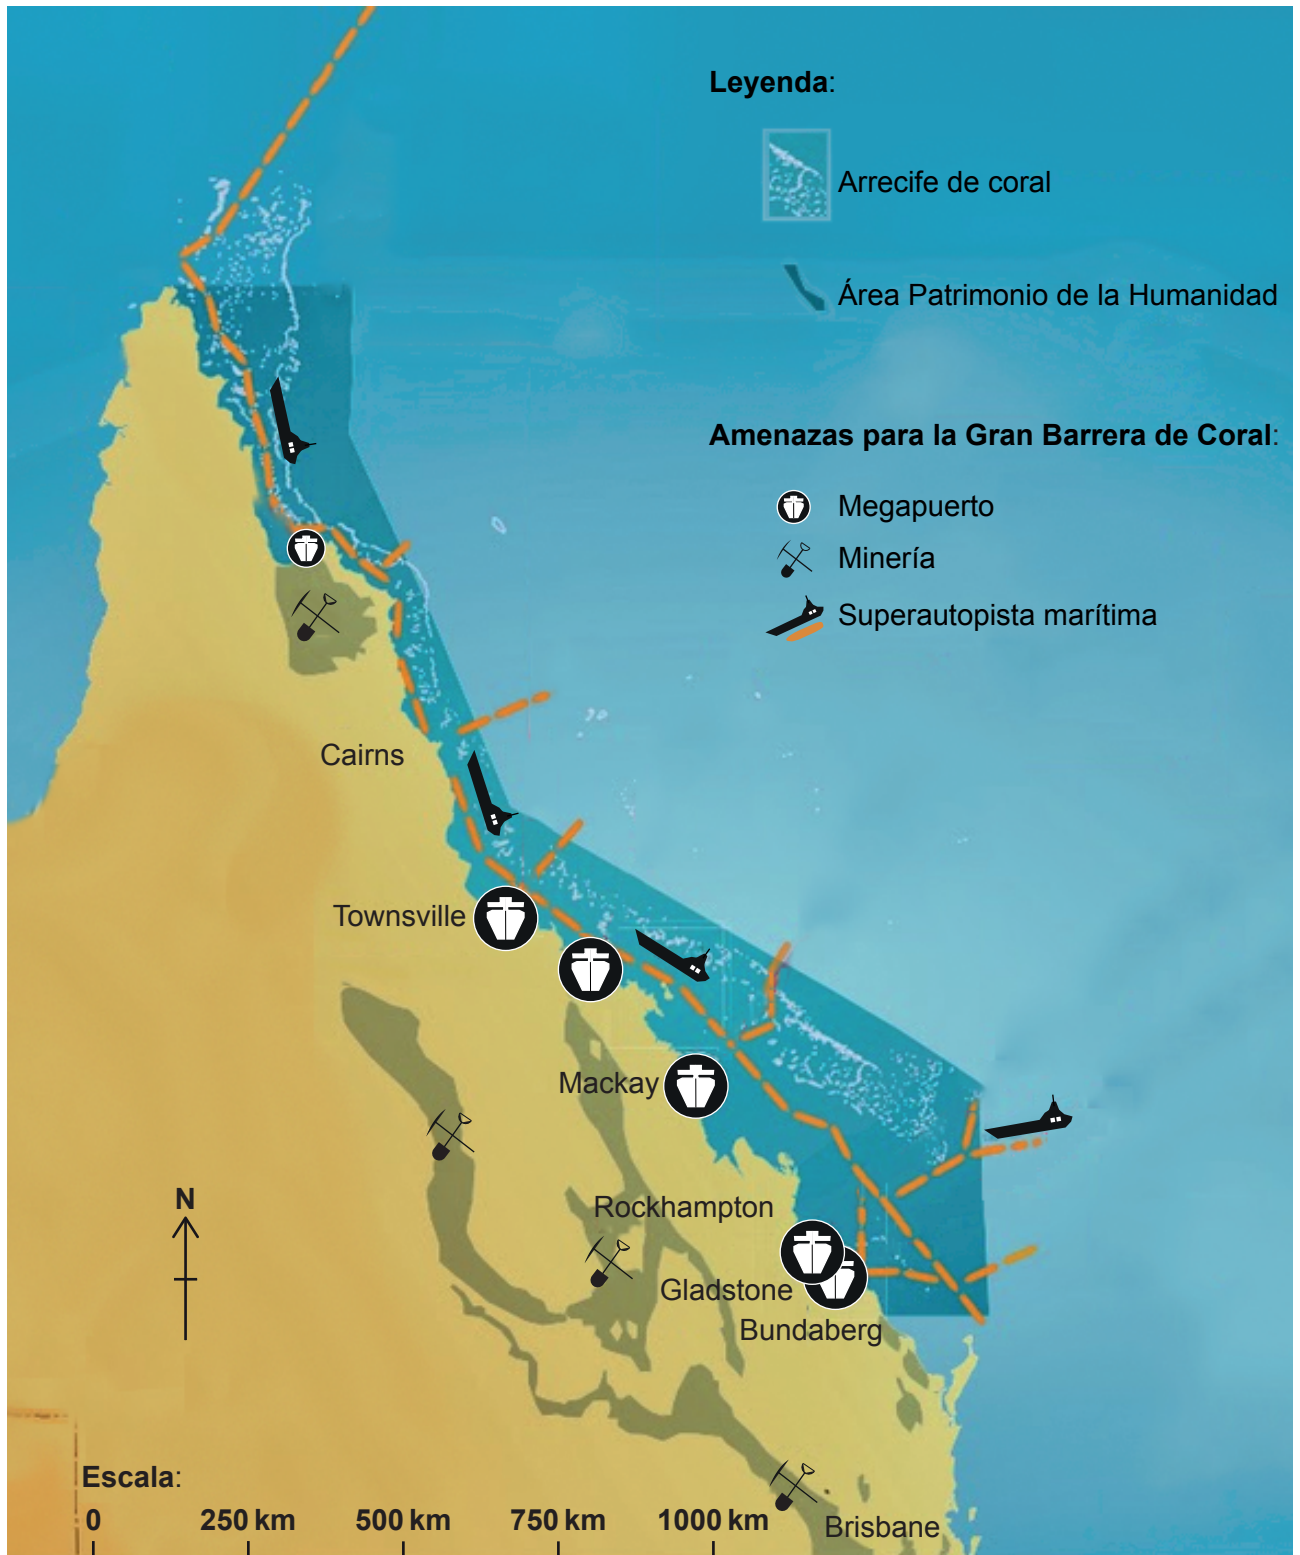 Leyenda:
Arrecife de coral
Área Patrimonio de la Humanidad
Amenazas para la Gran Barrera de Coral:
Megapuerto
Minería
Superautopista marítima
Cairns
Townsville
Mackay
Rockhampton
Gladstone
Bundaberg
Brisbane
N
Escala:
0 250 km 500 km 750 km 1000 km